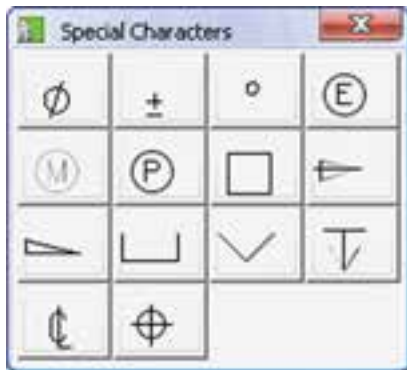 Special Characters
Ø ± ° Ⓔ
Ⓜ Ⓟ □ ⌲
⌳ ⌴ ⌵ ↧
℄ ⌖